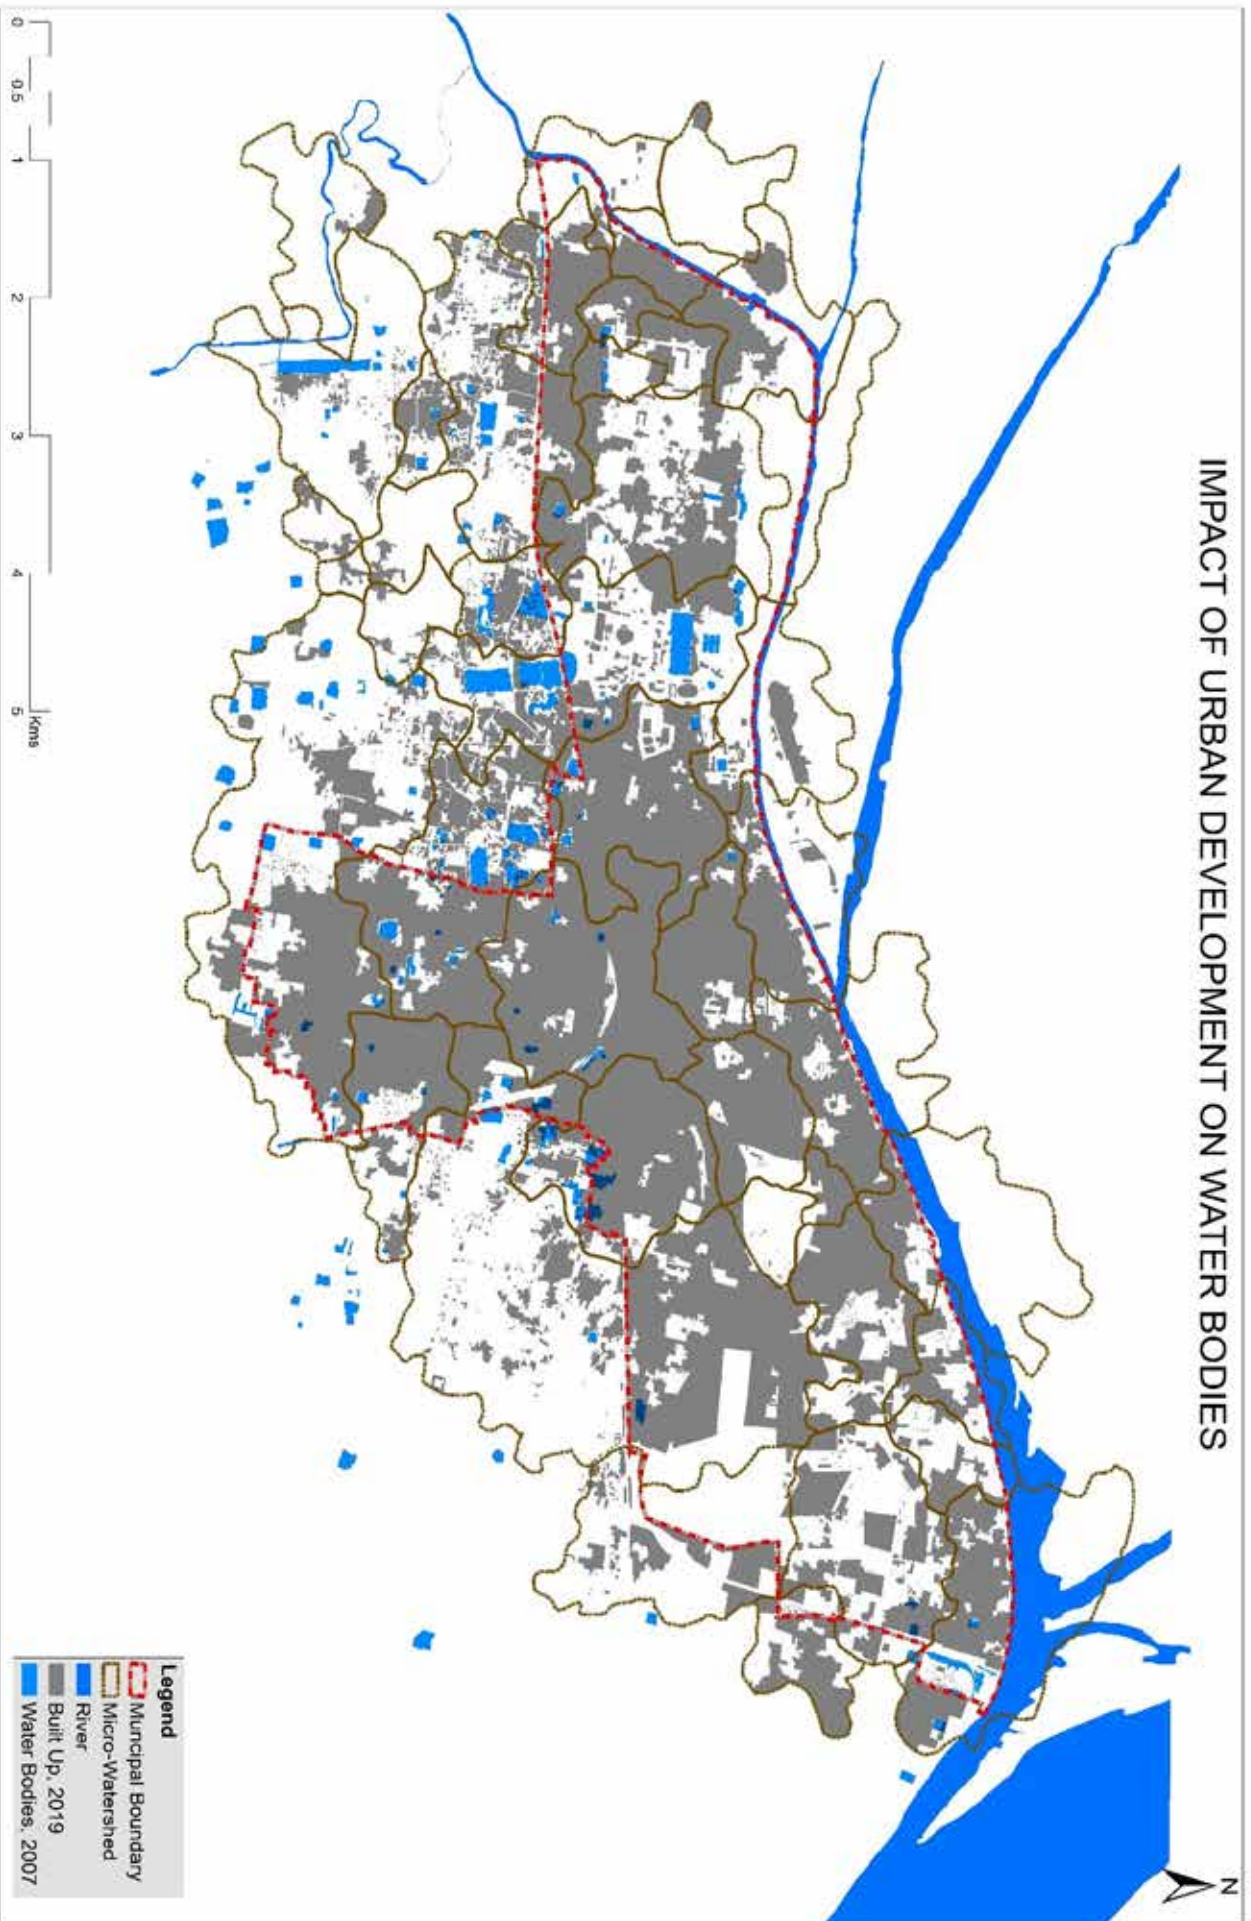 IMPACT OF URBAN DEVELOPMENT ON WATER BODIES
N
0 0.5 1 2 3 4 5
Kms
Legend
Muncipal Boundary
Micro-Watershed
River
Built Up, 2019
Water Bodies, 2007